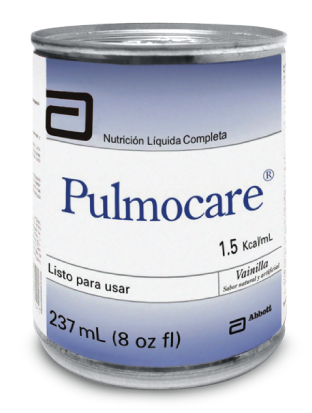 Nutrición Líquida Completa
Pulmocare®
1.5 Kcal/mL
Listo para usar
Vainilla
Sabor natural y artificial
237 mL (8 oz fl)
Abbott